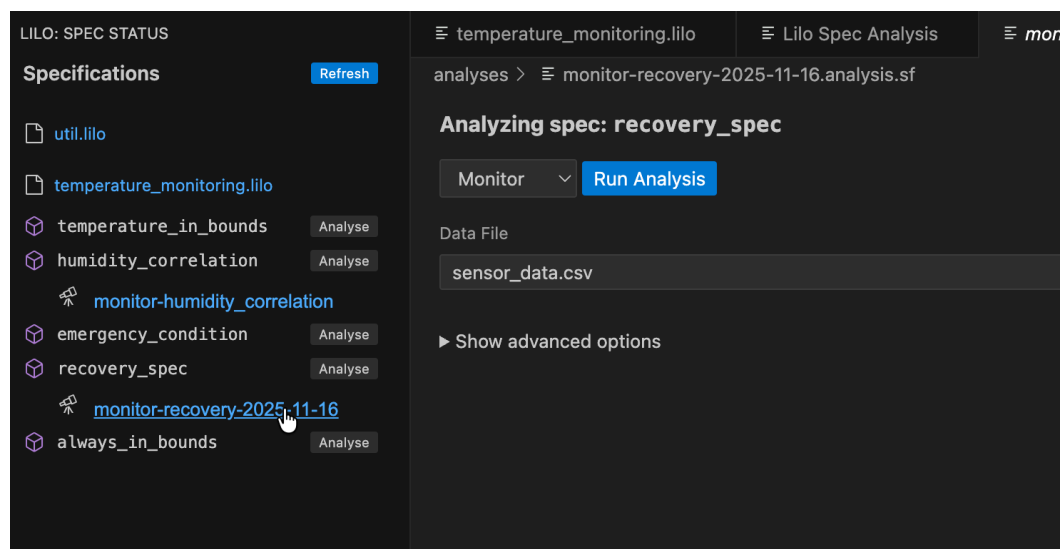 LILO: SPEC STATUS
Specifications
Refresh
util.lilo
temperature_monitoring.lilo
temperature_in_bounds
Analyse
humidity_correlation
Analyse
monitor-humidity_correlation
emergency_condition
Analyse
recovery_spec
Analyse
monitor-recovery-2025-11-16
always_in_bounds
Analyse
temperature_monitoring.lilo
Lilo Spec Analysis
mon
analyses > monitor-recovery-2025-11-16.analysis.sf
Analyzing spec: recovery_spec
Monitor
Run Analysis
Data File
sensor_data.csv
Show advanced options